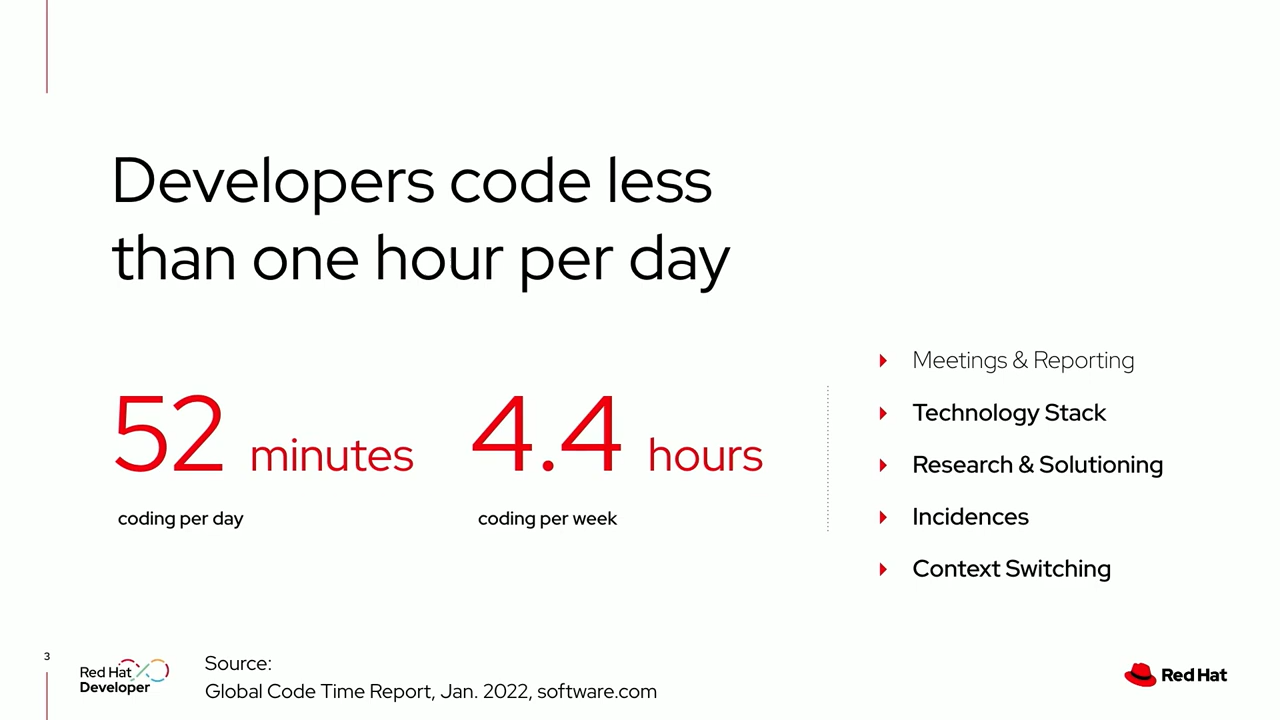 Developers code less
than one hour per day
52 minutes
coding per day
4.4 hours
coding per week
Meetings & Reporting
Technology Stack
Research & Solutioning
Incidences
Context Switching
3
Red Hat
Developer
Source:
Global Code Time Report, Jan. 2022, software.com
Red Hat